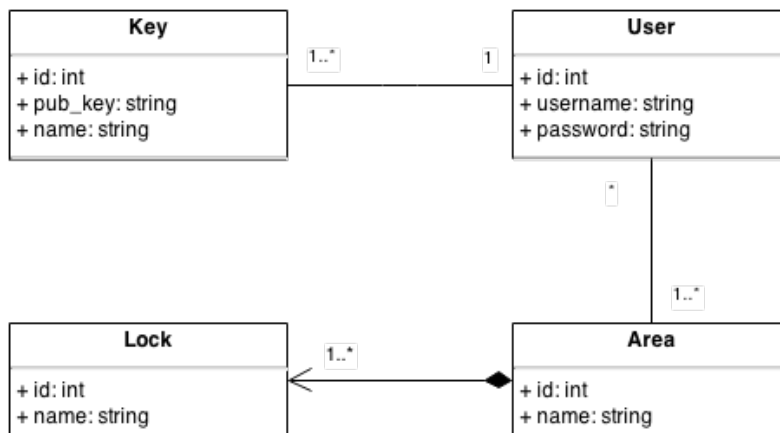 Key
+ id: int
+ pub_key: string
+ name: string
1..*
1
User
+ id: int
+ username: string
+ password: string
*
1..*
Lock
+ id: int
+ name: string
1..*
Area
+ id: int
+ name: string